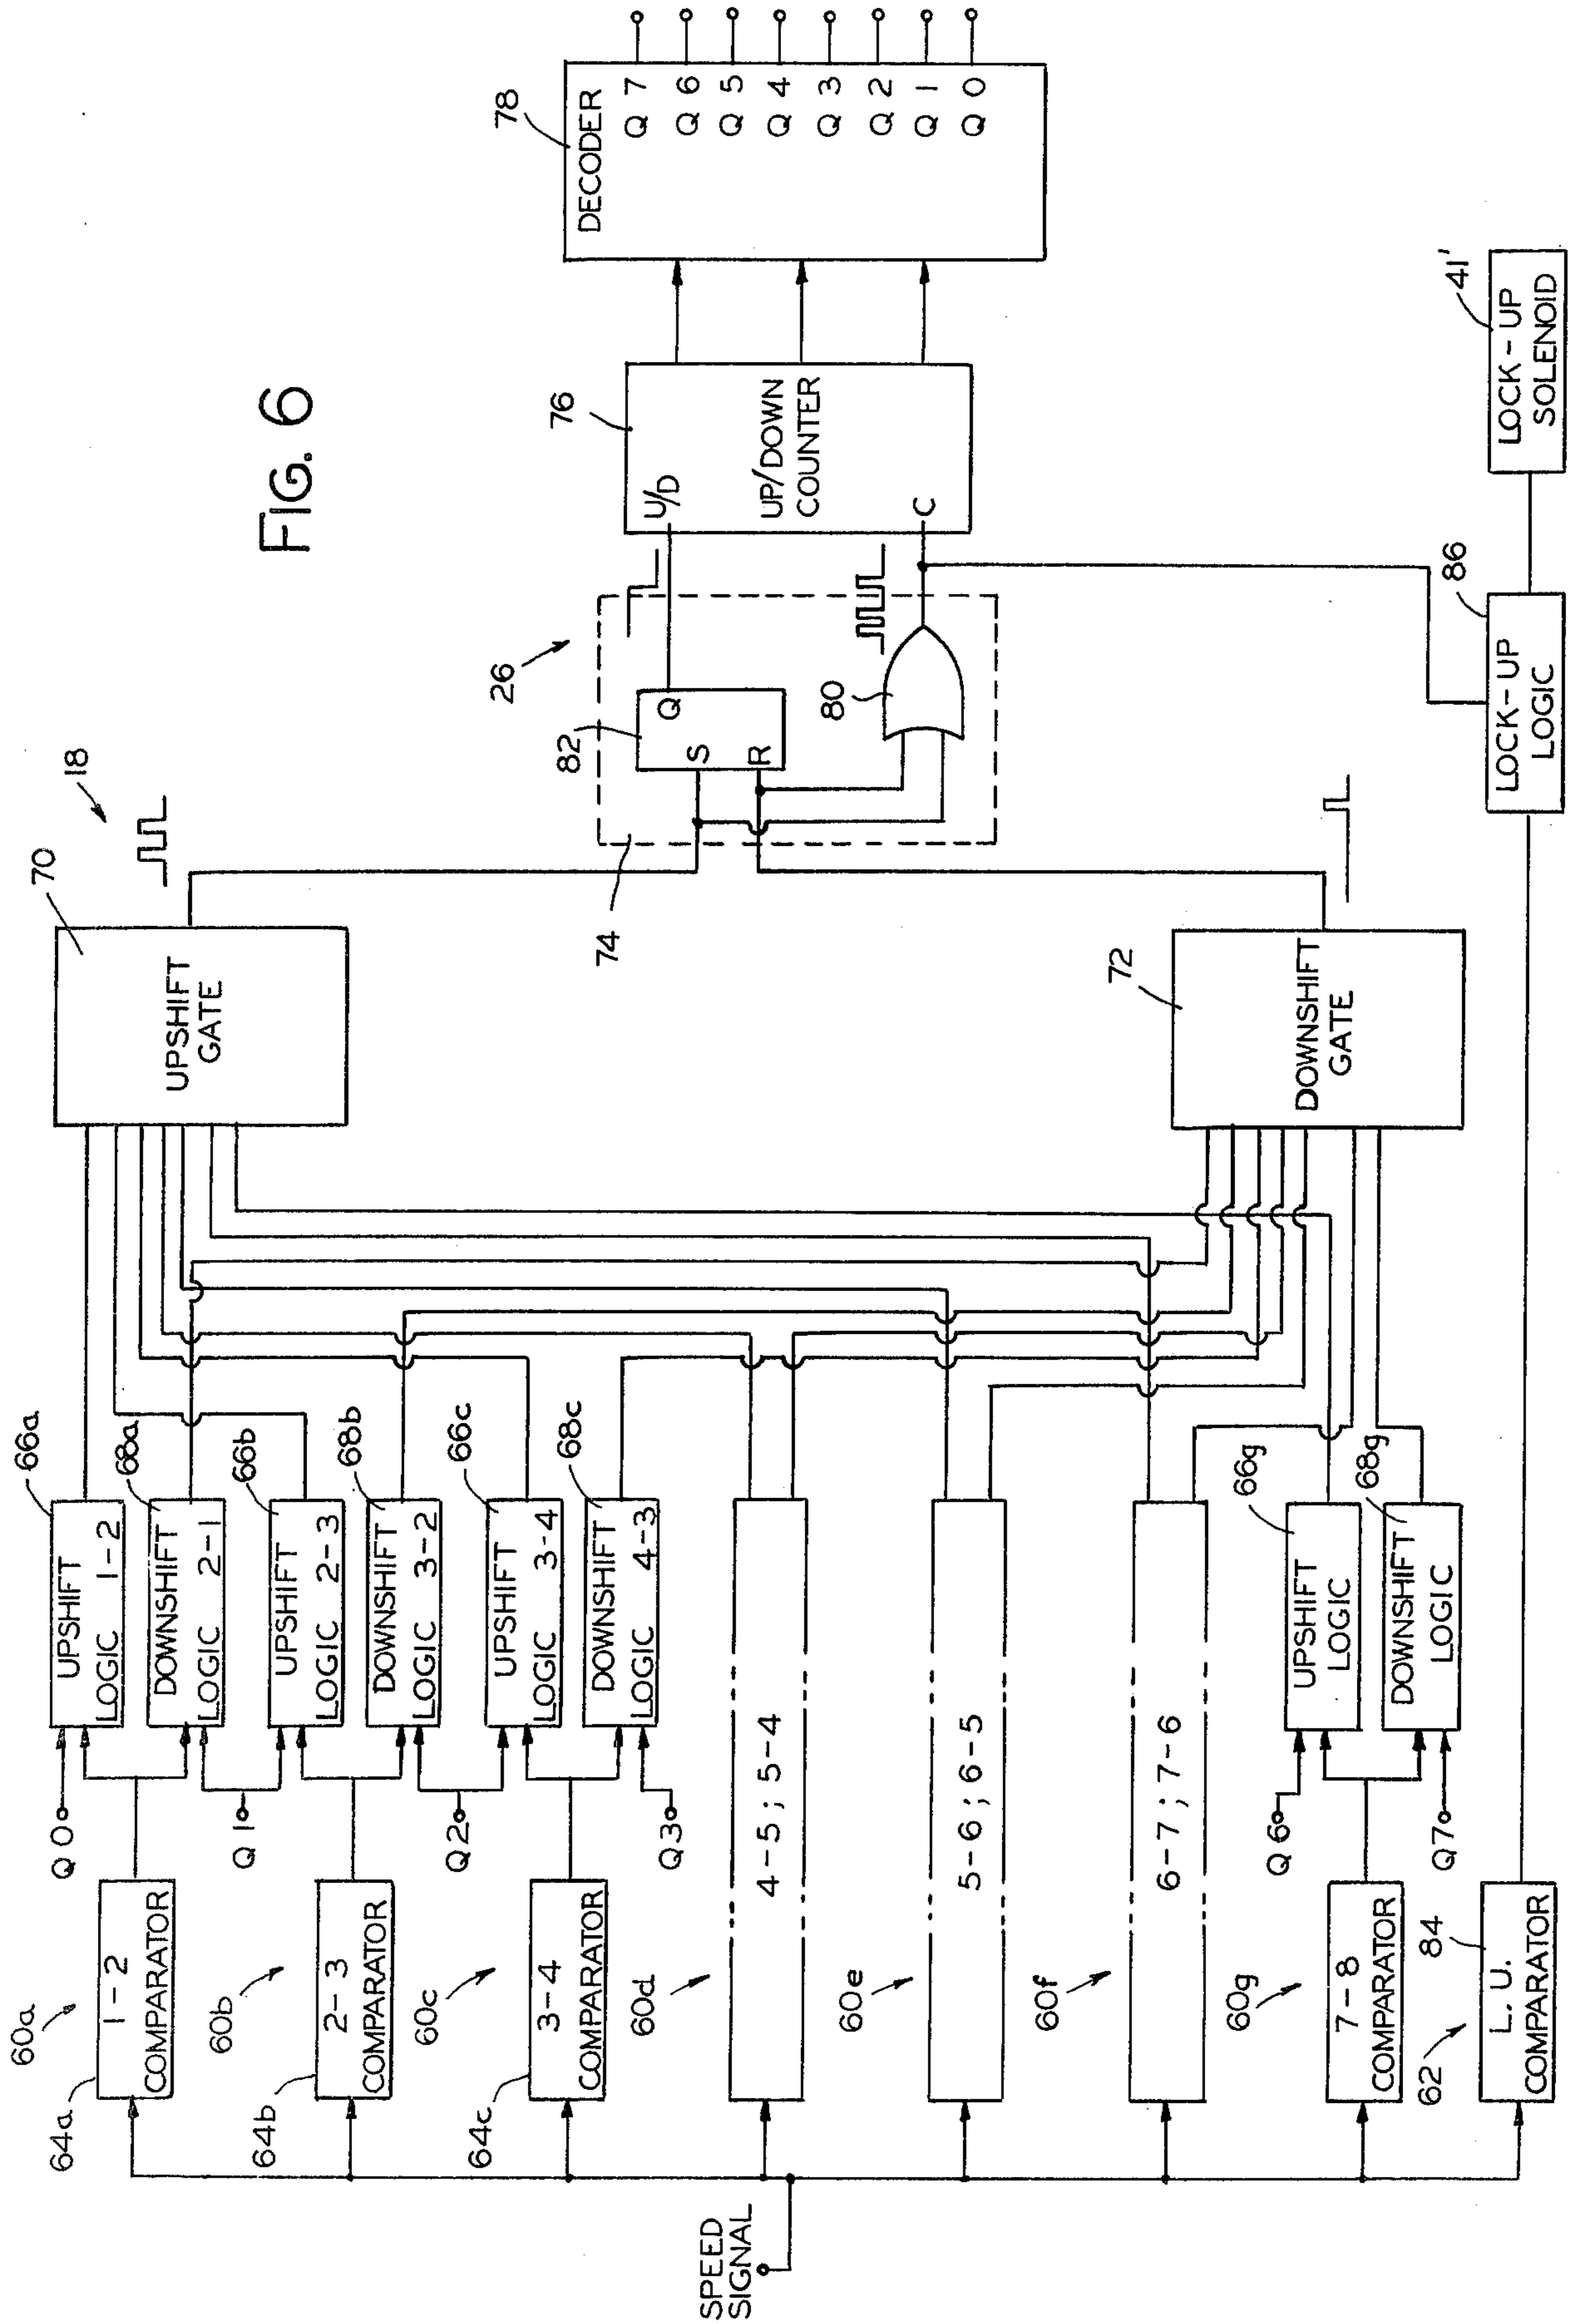 FIG. 6
18
26
SPEED
SIGNAL
60a
64a
1-2
COMPARATOR
60b
64b
2-3
COMPARATOR
60c
64c
3-4
COMPARATOR
60d
4-5; 5-4
60e
5-6; 6-5
60f
6-7; 7-6
60g
7-8
COMPARATOR
62
84
L. U.
COMPARATOR
Q 0
Q 1
Q 2
Q 3
Q 6
Q 7
66a
UPSHIFT
LOGIC 1-2
68a
DOWNSHIFT
LOGIC 2-1
66b
UPSHIFT
LOGIC 2-3
68b
DOWNSHIFT
LOGIC 3-2
66c
UPSHIFT
LOGIC 3-4
68c
DOWNSHIFT
LOGIC 4-3
66g
UPSHIFT
LOGIC
68g
DOWNSHIFT
LOGIC
70
UPSHIFT
GATE
72
DOWNSHIFT
GATE
74
82
S
R
Q
80
76
U/D
UP/DOWN
COUNTER
C
78
DECODER
Q 7
Q 6
Q 5
Q 4
Q 3
Q 2
Q 1
Q 0
86
LOCK-UP
LOGIC
41'
LOCK-UP
SOLENOID